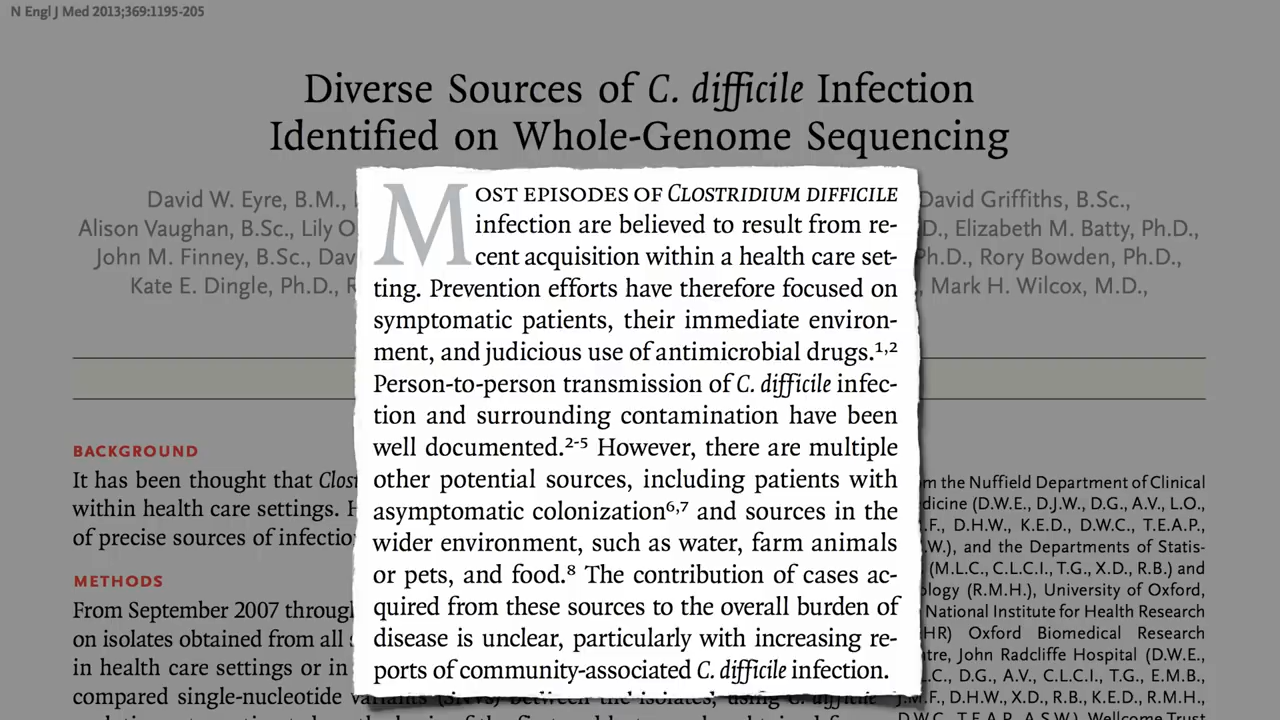 N Engl J Med 2013;369:1195-205
Diverse Sources of C. difficile Infection
Identified on Whole-Genome Sequencing
David W. Eyre, B.M., David Griffiths, B.Sc.,
Alison Vaughan, B.Sc., Lily O. D., Elizabeth M. Batty, Ph.D.,
John M. Finney, B.Sc., Ph.D., Rory Bowden, Ph.D.,
Kate E. Dingle, Ph.D., Mark H. Wilcox, M.D.,
MOST EPISODES OF CLOSTRIDIUM DIFFICILE
infection are believed to result from re-
cent acquisition within a health care set-
ting. Prevention efforts have therefore focused on
symptomatic patients, their immediate environ-
ment, and judicious use of antimicrobial drugs.1,2
Person-to-person transmission of C. difficile infec-
tion and surrounding contamination have been
well documented.2-5 However, there are multiple
other potential sources, including patients with
asymptomatic colonization6,7 and sources in the
wider environment, such as water, farm animals
or pets, and food.8 The contribution of cases ac-
quired from these sources to the overall burden of
disease is unclear, particularly with increasing re-
ports of community-associated C. difficile infection.
BACKGROUND
It has been thought that
within health care settings.
of precise sources of
METHODS
From September 2007
on isolates obtained from all
in health care settings or in
compared single-nucleotide
the Nuffield Department of Clinical
(D.W.E., D.J.W., D.G., A.V., L.O.,
D.H.W., K.E.D., D.W.C., T.E.A.P.,
and the Departments of Statis-
(M.L.C., C.L.C.I., T.G., X.D., R.B.) and
(R.M.H.), University of Oxford,
National Institute for Health Research
Oxford Biomedical Research
John Radcliffe Hospital (D.W.E.,
D.G., A.V., C.L.C.I., T.G., E.M.B.,
D.H.W., X.D., R.B., K.E.D., R.M.H.,